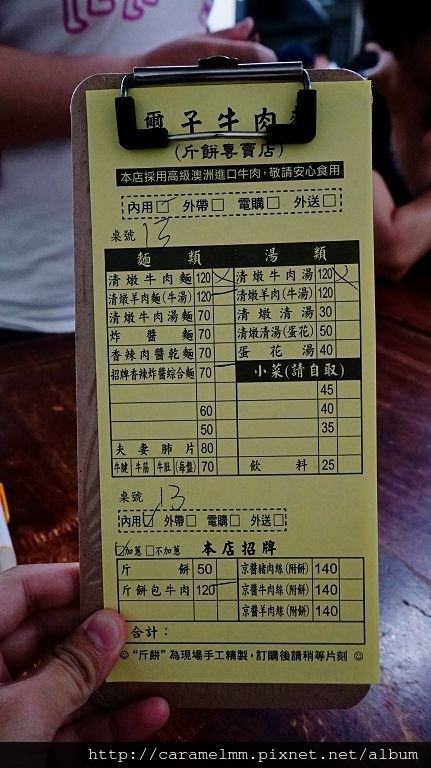 爾子牛肉
(斤餅專賣店)
本店採用高級澳洲進口牛肉,敬請安心食用
內用□ 外帶□ 電購□ 外送□
桌號 13
麵類 湯類
清燉牛肉麵 120 清燉牛肉湯 120
清燉羊肉麵(牛湯) 120 清燉羊肉(牛湯) 120
清燉牛肉湯麵 70 清燉清湯 30
炸醬麵 70 清燉清湯(蛋花) 50
香辣肉醬乾麵 70 蛋花湯 40
招牌香辣炸醬綜合麵 70 小菜(請自取)
45
60 40
50 35
夫妻肺片 80
牛腱 牛筋 牛肚(每盤) 70 飲料 25
桌號 13
內用□ 外帶□ 電購□ 外送□
□加蔥 □不加蔥 本店招牌
斤餅 50 京醬豬肉絲(附餅) 140
斤餅包牛肉 120 京醬牛肉絲(附餅) 140
京醬羊肉絲(附餅) 140
合計:
☺"斤餅"為現場手工精製,訂購後請稍等片刻 ☺
http://caramelmm.pixnet.net/album